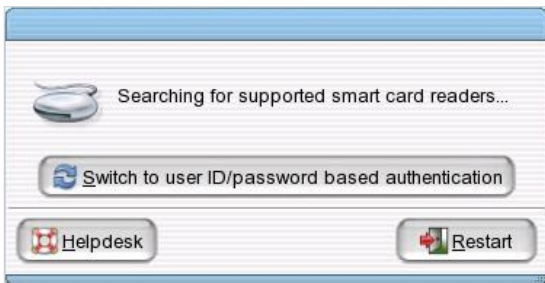 Searching for supported smart card readers...
Switch to user ID/password based authentication
Helpdesk
Restart